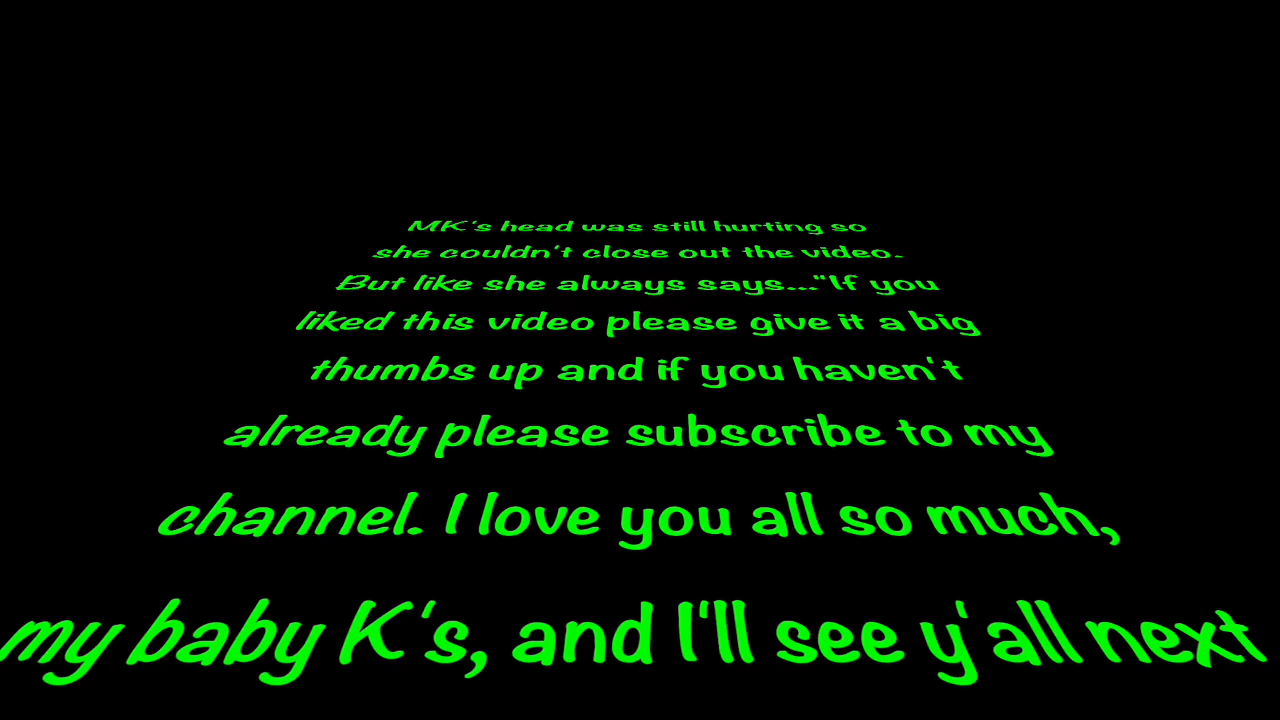 MK's head was still hurting so
she couldn't close out the video.
But like she always says..."If you
liked this video please give it a big
thumbs up and if you haven't
already please subscribe to my
channel. I love you all so much,
my baby K's, and I'll see y'all next